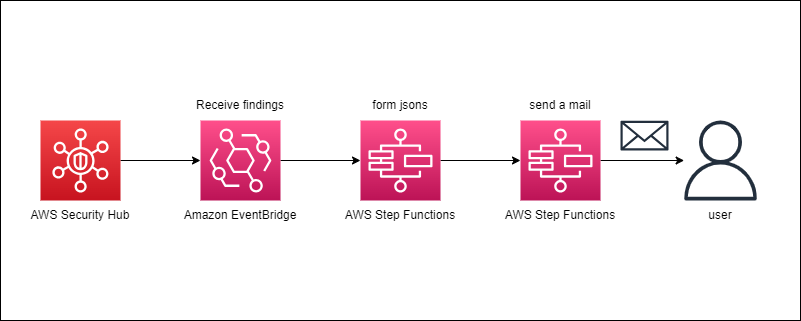 Receive findings
form jsons
send a mail
AWS Security Hub
Amazon EventBridge
AWS Step Functions
AWS Step Functions
user